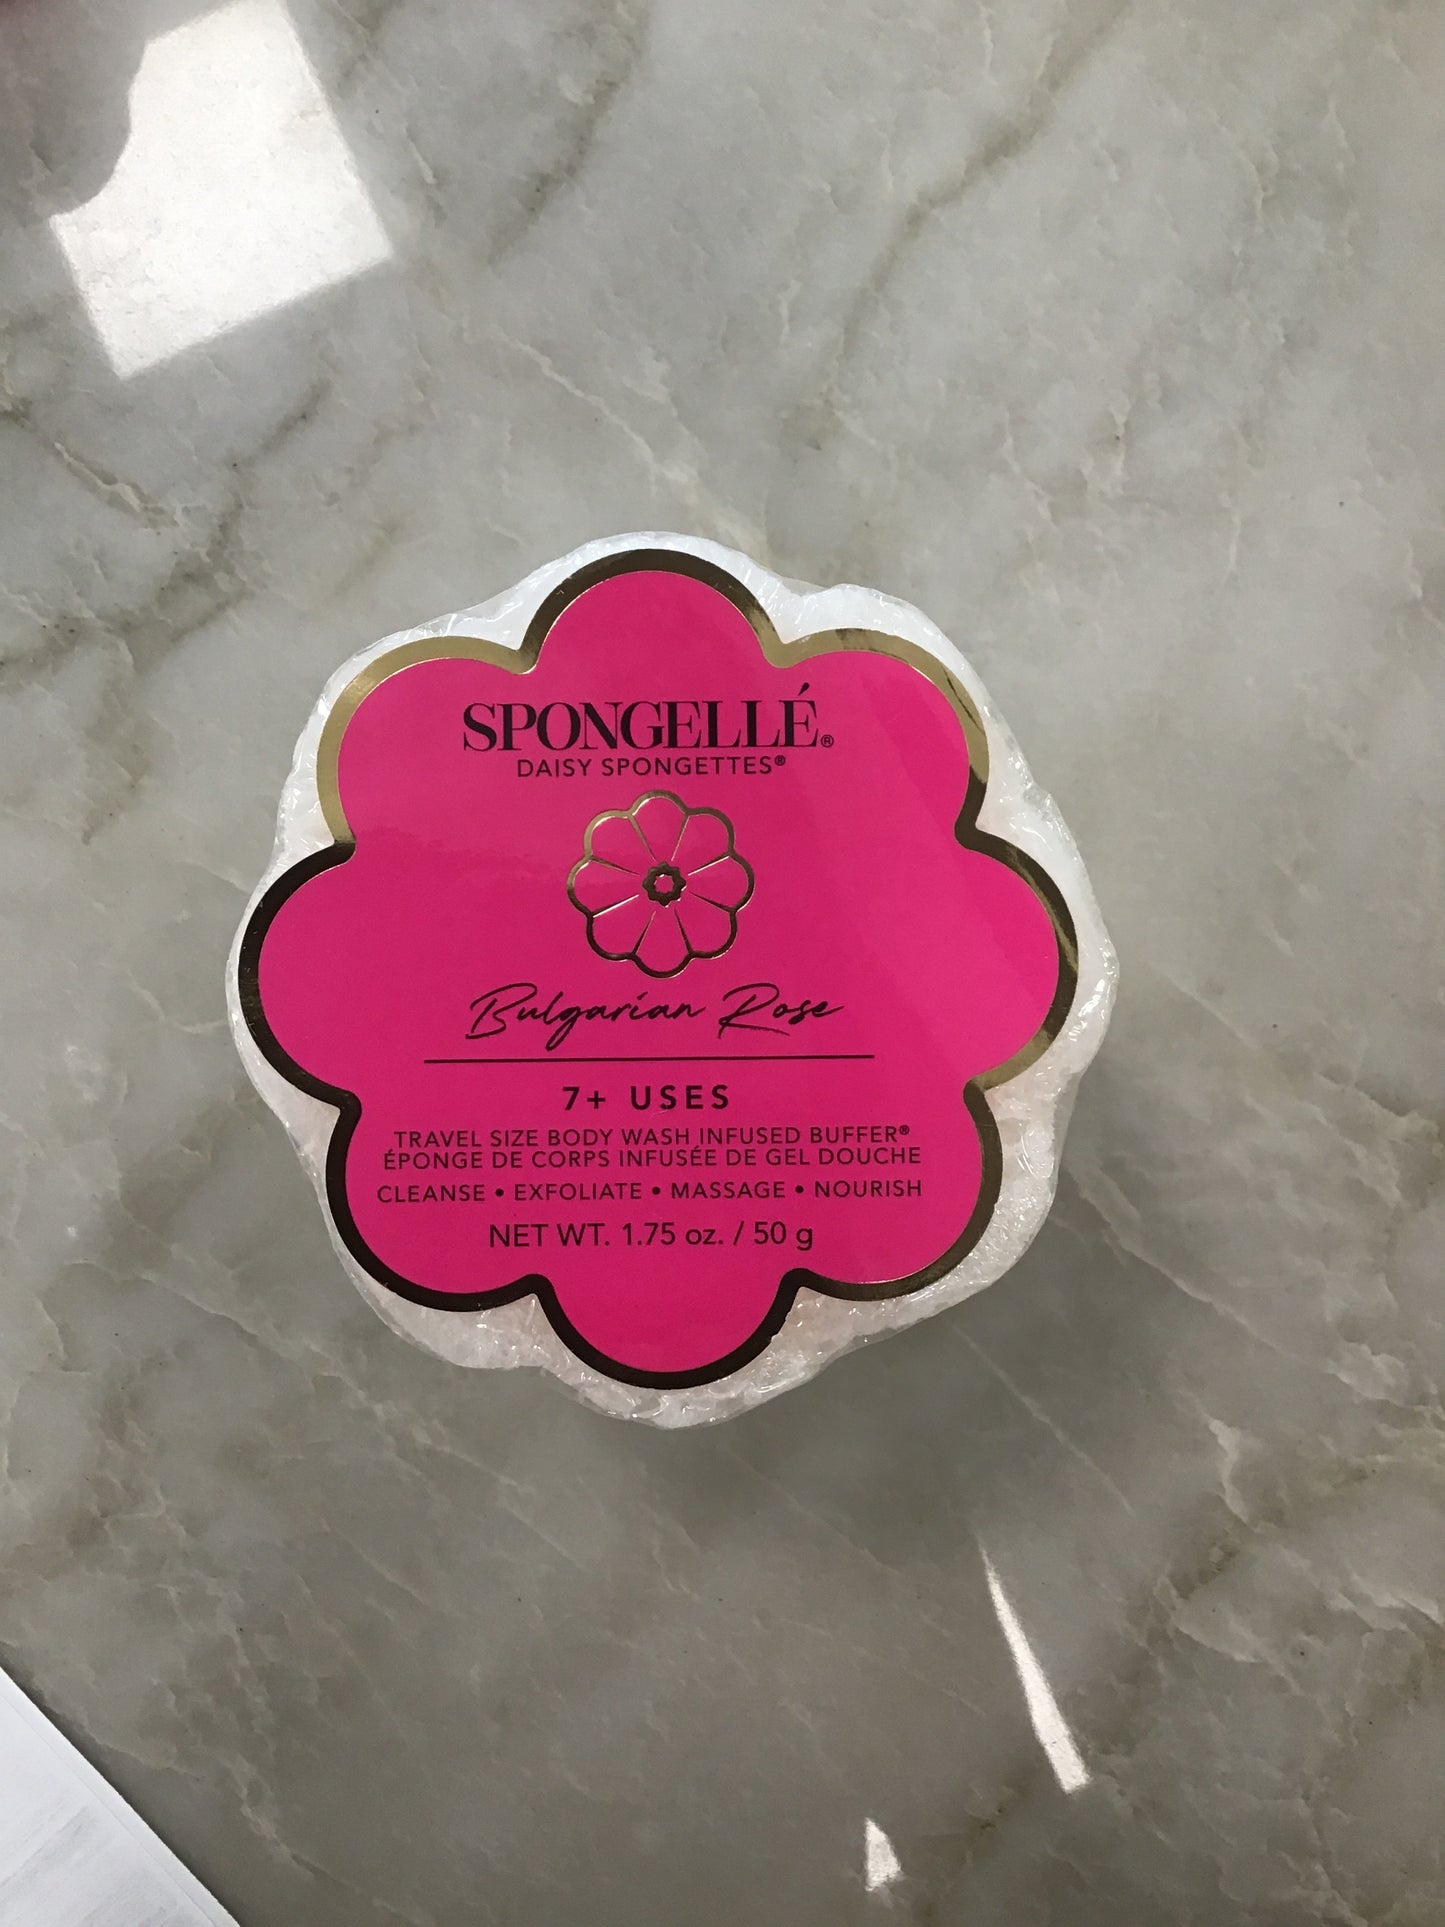 SPONGELLÉ®
DAISY SPONGETTES®
Bulgarian Rose
7+ USES
TRAVEL SIZE BODY WASH INFUSED BUFFER®
ÉPONGE DE CORPS INFUSÉE DE GEL DOUCHE
CLEANSE • EXFOLIATE • MASSAGE • NOURISH
NET WT. 1.75 oz. / 50 g